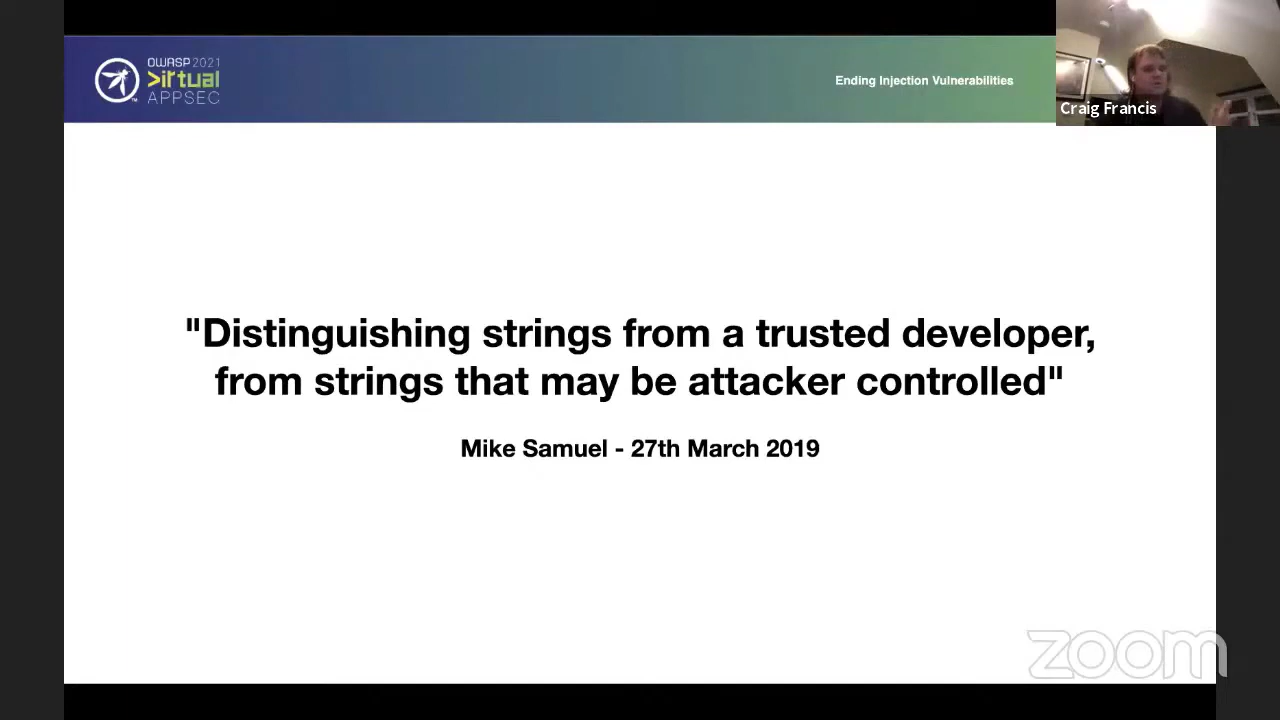 OWASP 2021
>irtual
APPSEC
TM
Ending Injection Vulnerabilities
Craig Francis
"Distinguishing strings from a trusted developer,
from strings that may be attacker controlled"
Mike Samuel - 27th March 2019
zoom